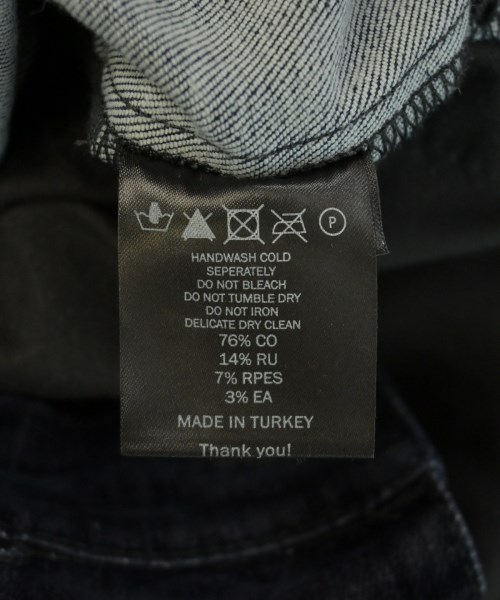 P
HANDWASH COLD
SEPERATELY
DO NOT BLEACH
DO NOT TUMBLE DRY
DO NOT IRON
DELICATE DRY CLEAN
76% CO
14% RU
7% RPES
3% EA
MADE IN TURKEY
Thank you!